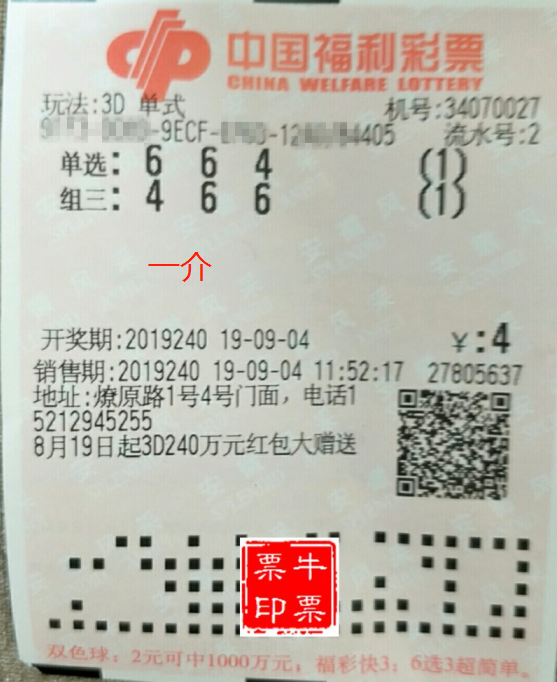 中国福利彩票
CHINA WELFARE LOTTERY
玩法:3D 单式 机号:34070027
-9ECF- 4405 流水号:2
单选: 6 6 4 (1)
组三: 4 6 6 (1)
一介
开奖期:2019240 19-09-04 ¥:4
销售期:2019240 19-09-04 11:52:17 27805637
地址:燎原路1号4号门面，电话1
5212945255
8月19日起3D240万元红包大赠送
牛票
票印
双色球：2元可中1000万元，福彩快3：6选3超简单。